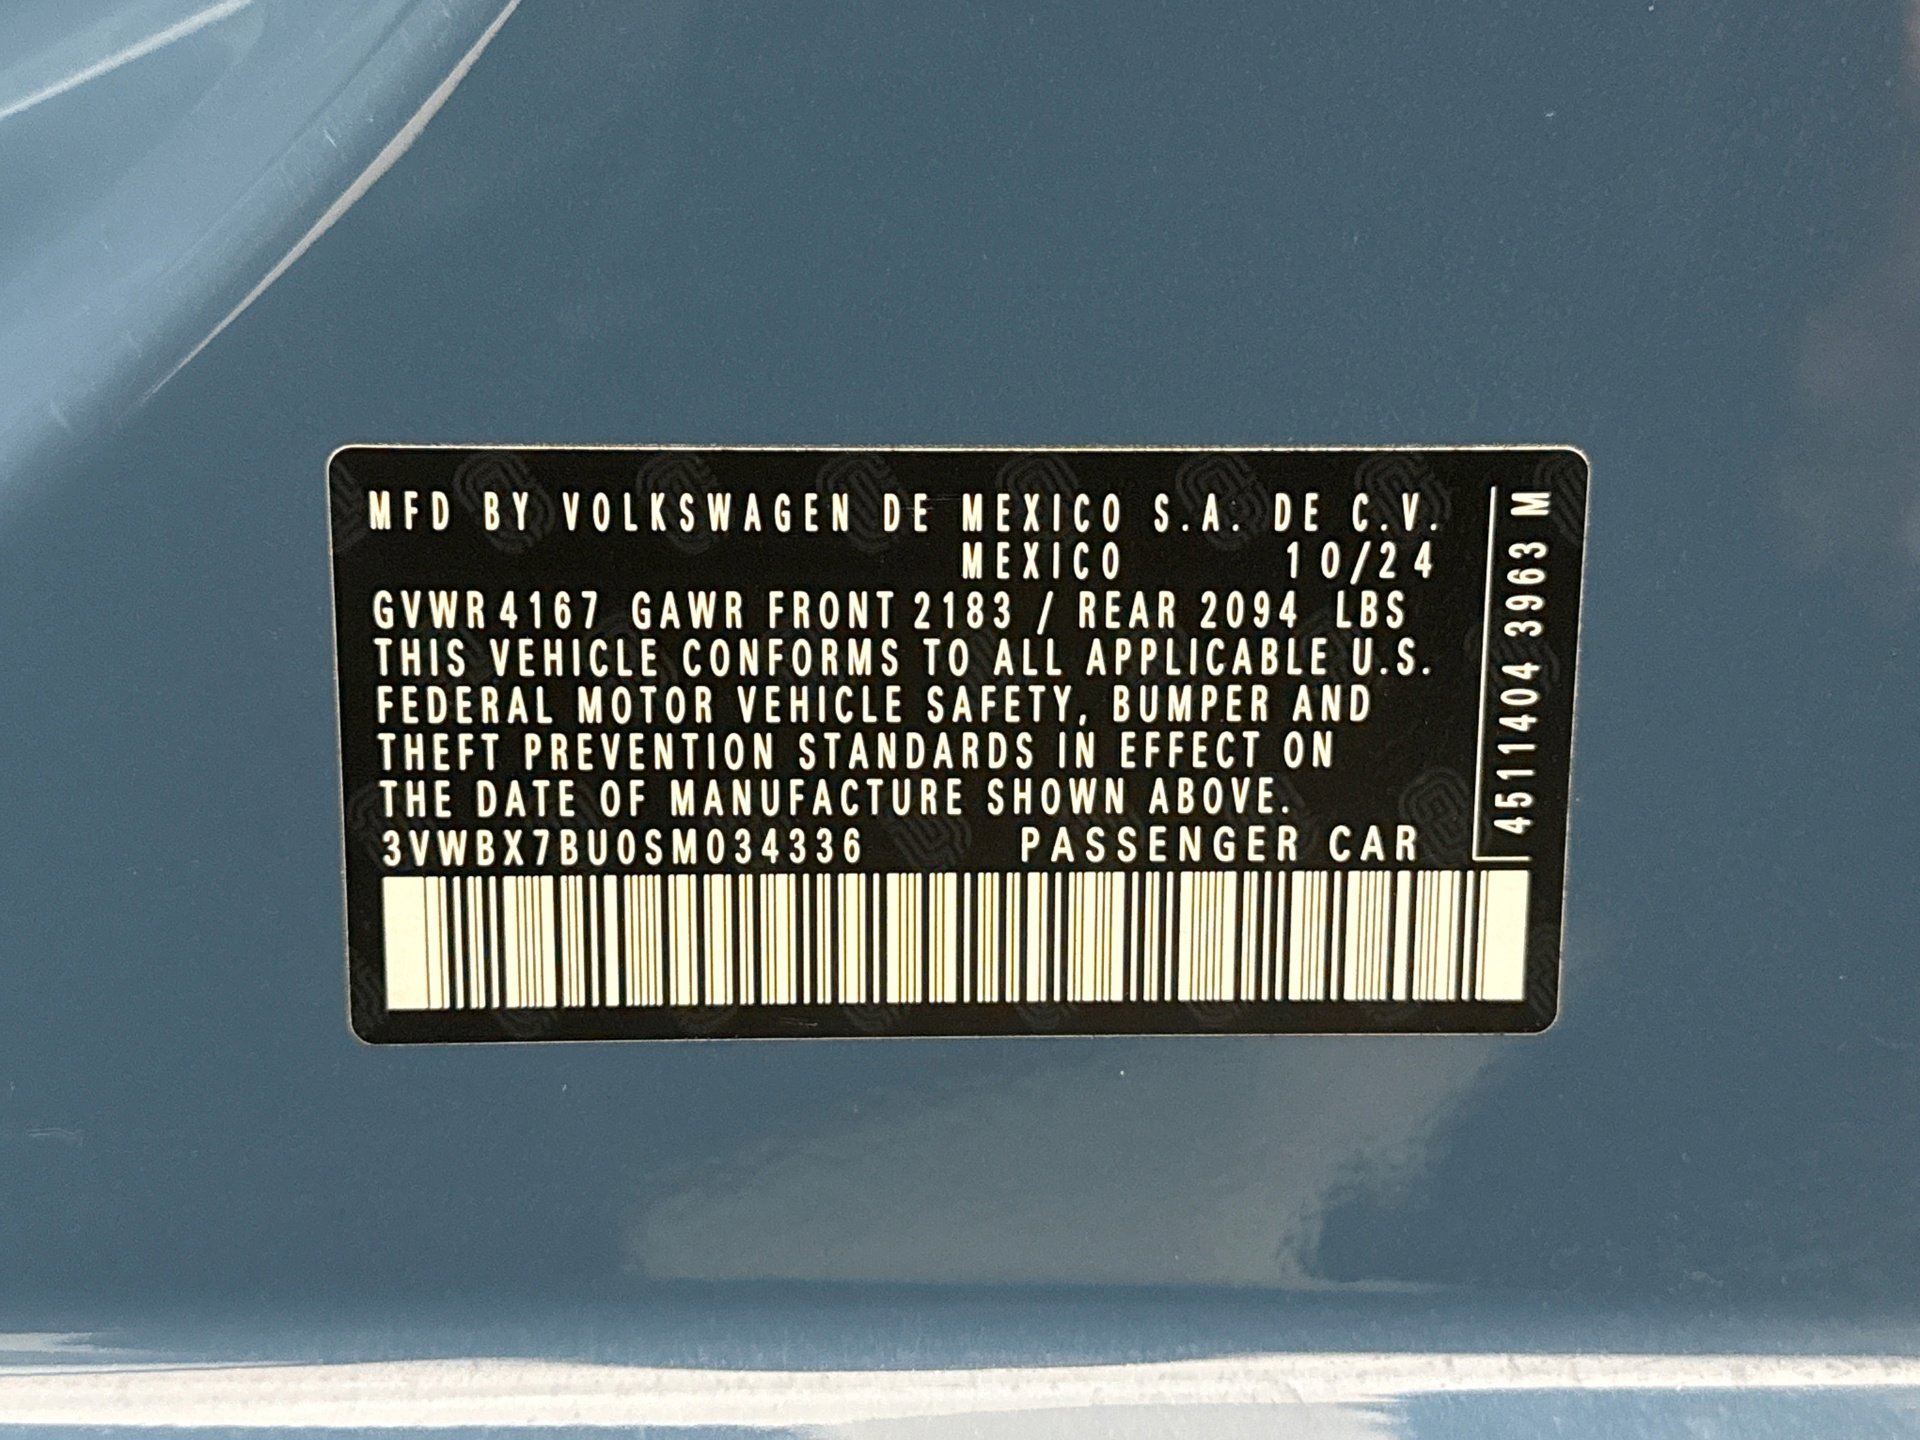 MFD BY VOLKSWAGEN DE MEXICO S.A. DE C.V.
MEXICO 10/24
GVWR 4167 GAWR FRONT 2183 / REAR 2094 LBS
THIS VEHICLE CONFORMS TO ALL APPLICABLE U.S.
FEDERAL MOTOR VEHICLE SAFETY, BUMPER AND
THEFT PREVENTION STANDARDS IN EFFECT ON
THE DATE OF MANUFACTURE SHOWN ABOVE.
3VWBX7BU0SM034336 PASSENGER CAR
4511404 3963 M